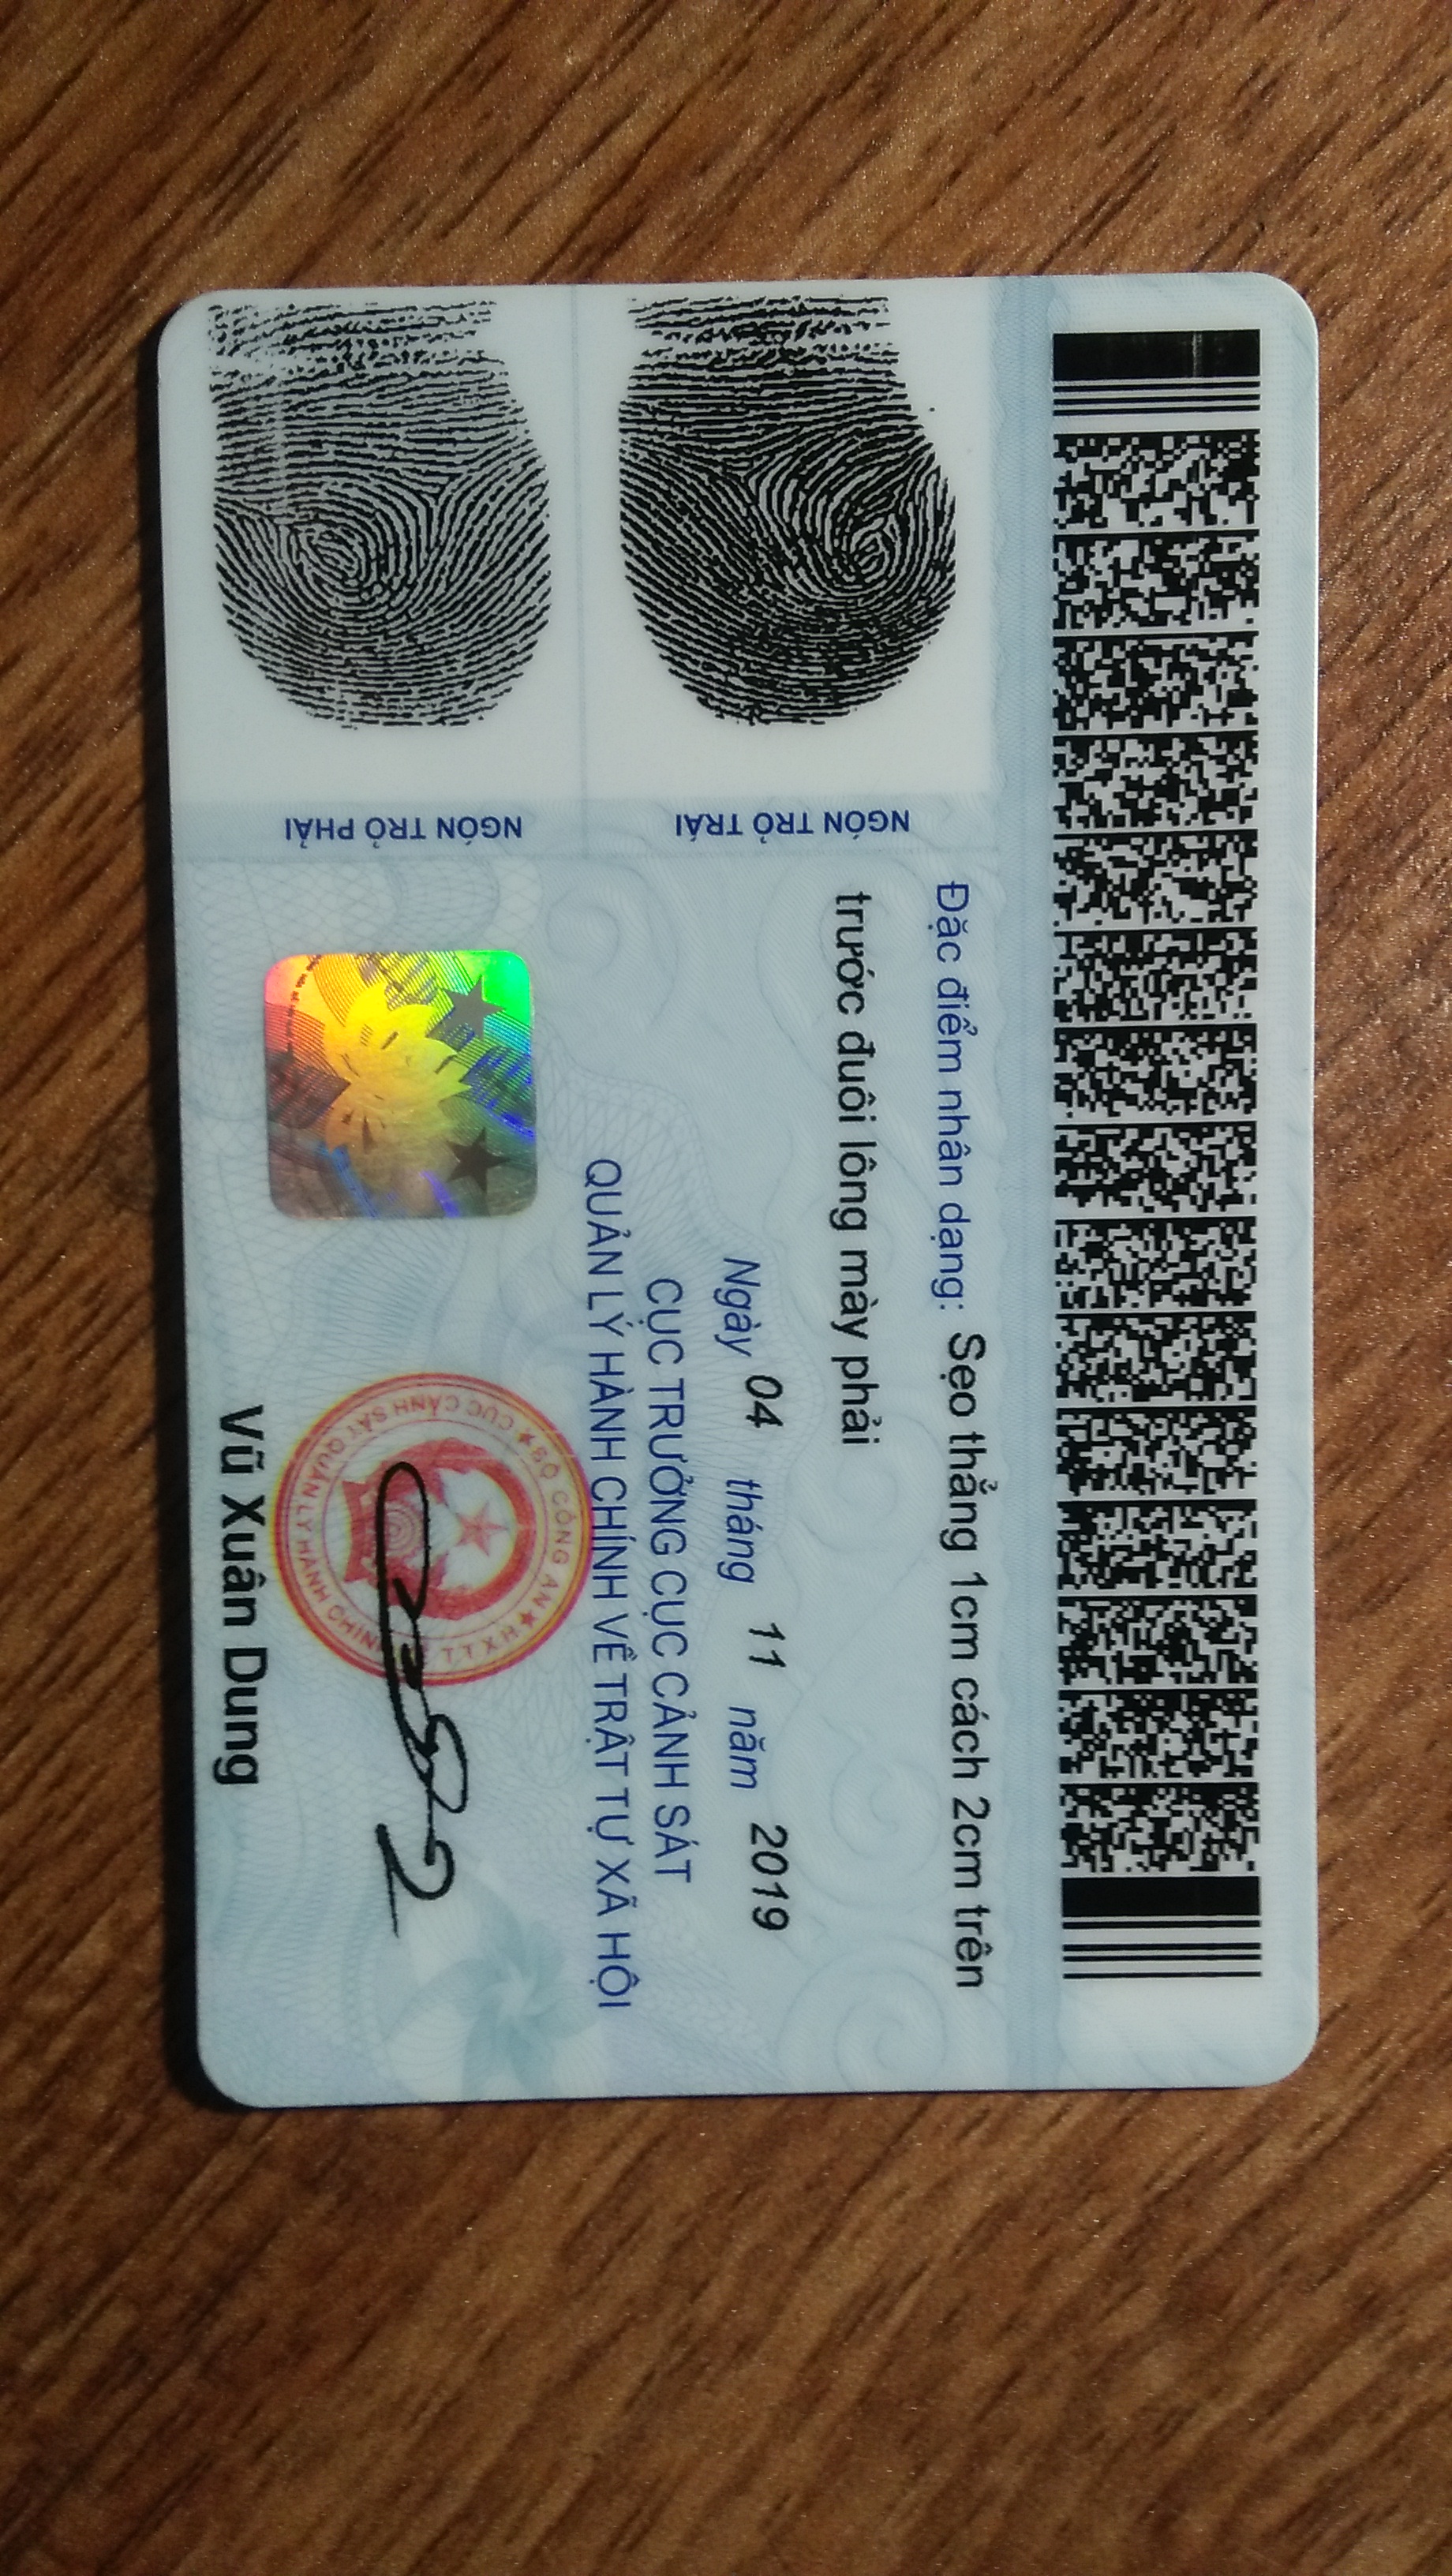 Đặc điểm nhân dạng: Sẹo thẳng 1cm cách 2cm trên
trước đuôi lông mày phải
NGÓN TRỎ TRÁI
NGÓN TRỎ PHẢI
Ngày 04 tháng 11 năm 2019
CỤC TRƯỞNG CỤC CẢNH SÁT
QUẢN LÝ HÀNH CHÍNH VỀ TRẬT TỰ XÃ HỘI
BỘ CÔNG AN
CỤC CẢNH SÁT QUẢN LÝ HÀNH CHÍNH VỀ TTXH
Vũ Xuân Dung